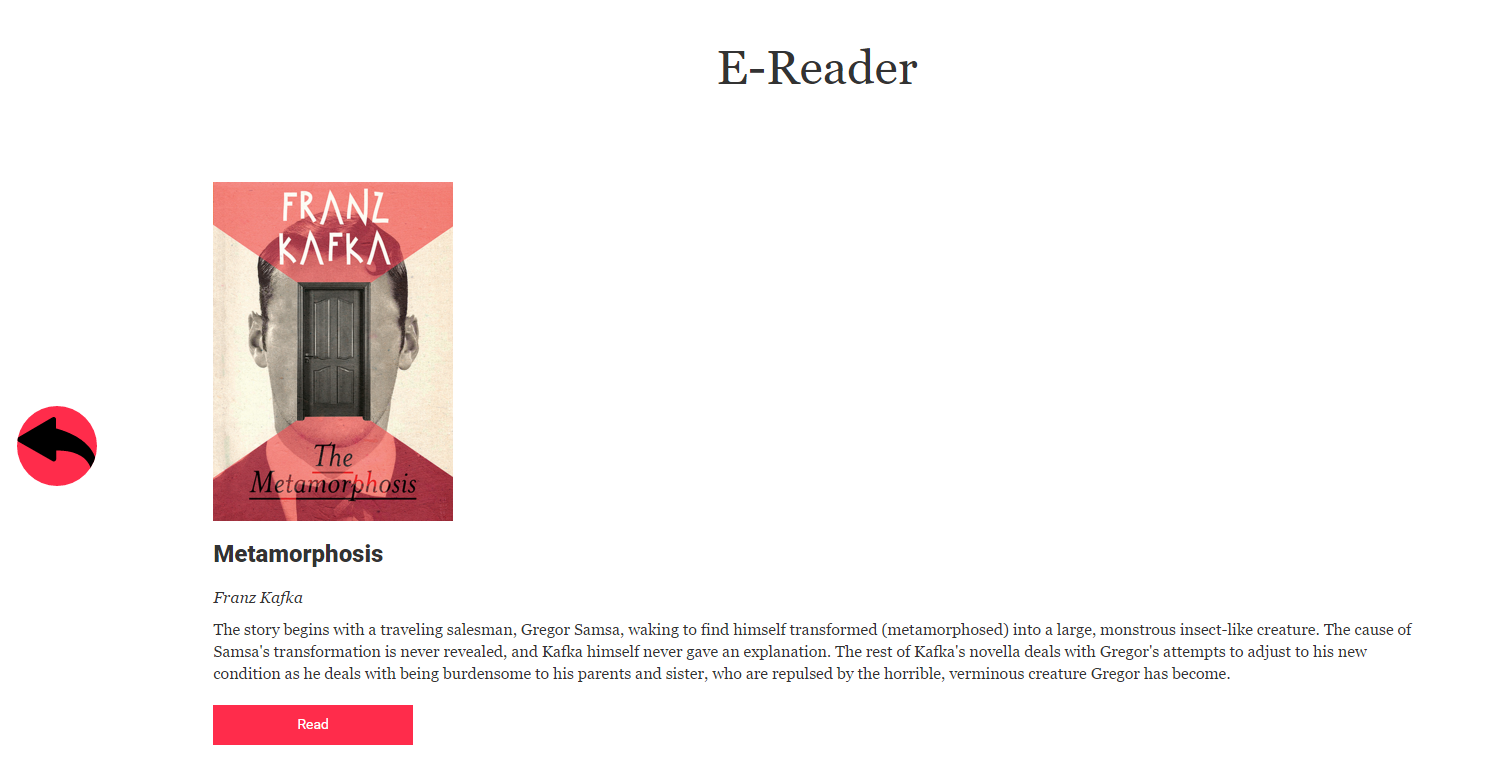 E-Reader
FRANZ
KAFKA
The
Metamorphosis
Metamorphosis
Franz Kafka
The story begins with a traveling salesman, Gregor Samsa, waking to find himself transformed (metamorphosed) into a large, monstrous insect-like creature. The cause of
Samsa's transformation is never revealed, and Kafka himself never gave an explanation. The rest of Kafka's novella deals with Gregor's attempts to adjust to his new
condition as he deals with being burdensome to his parents and sister, who are repulsed by the horrible, verminous creature Gregor has become.
Read